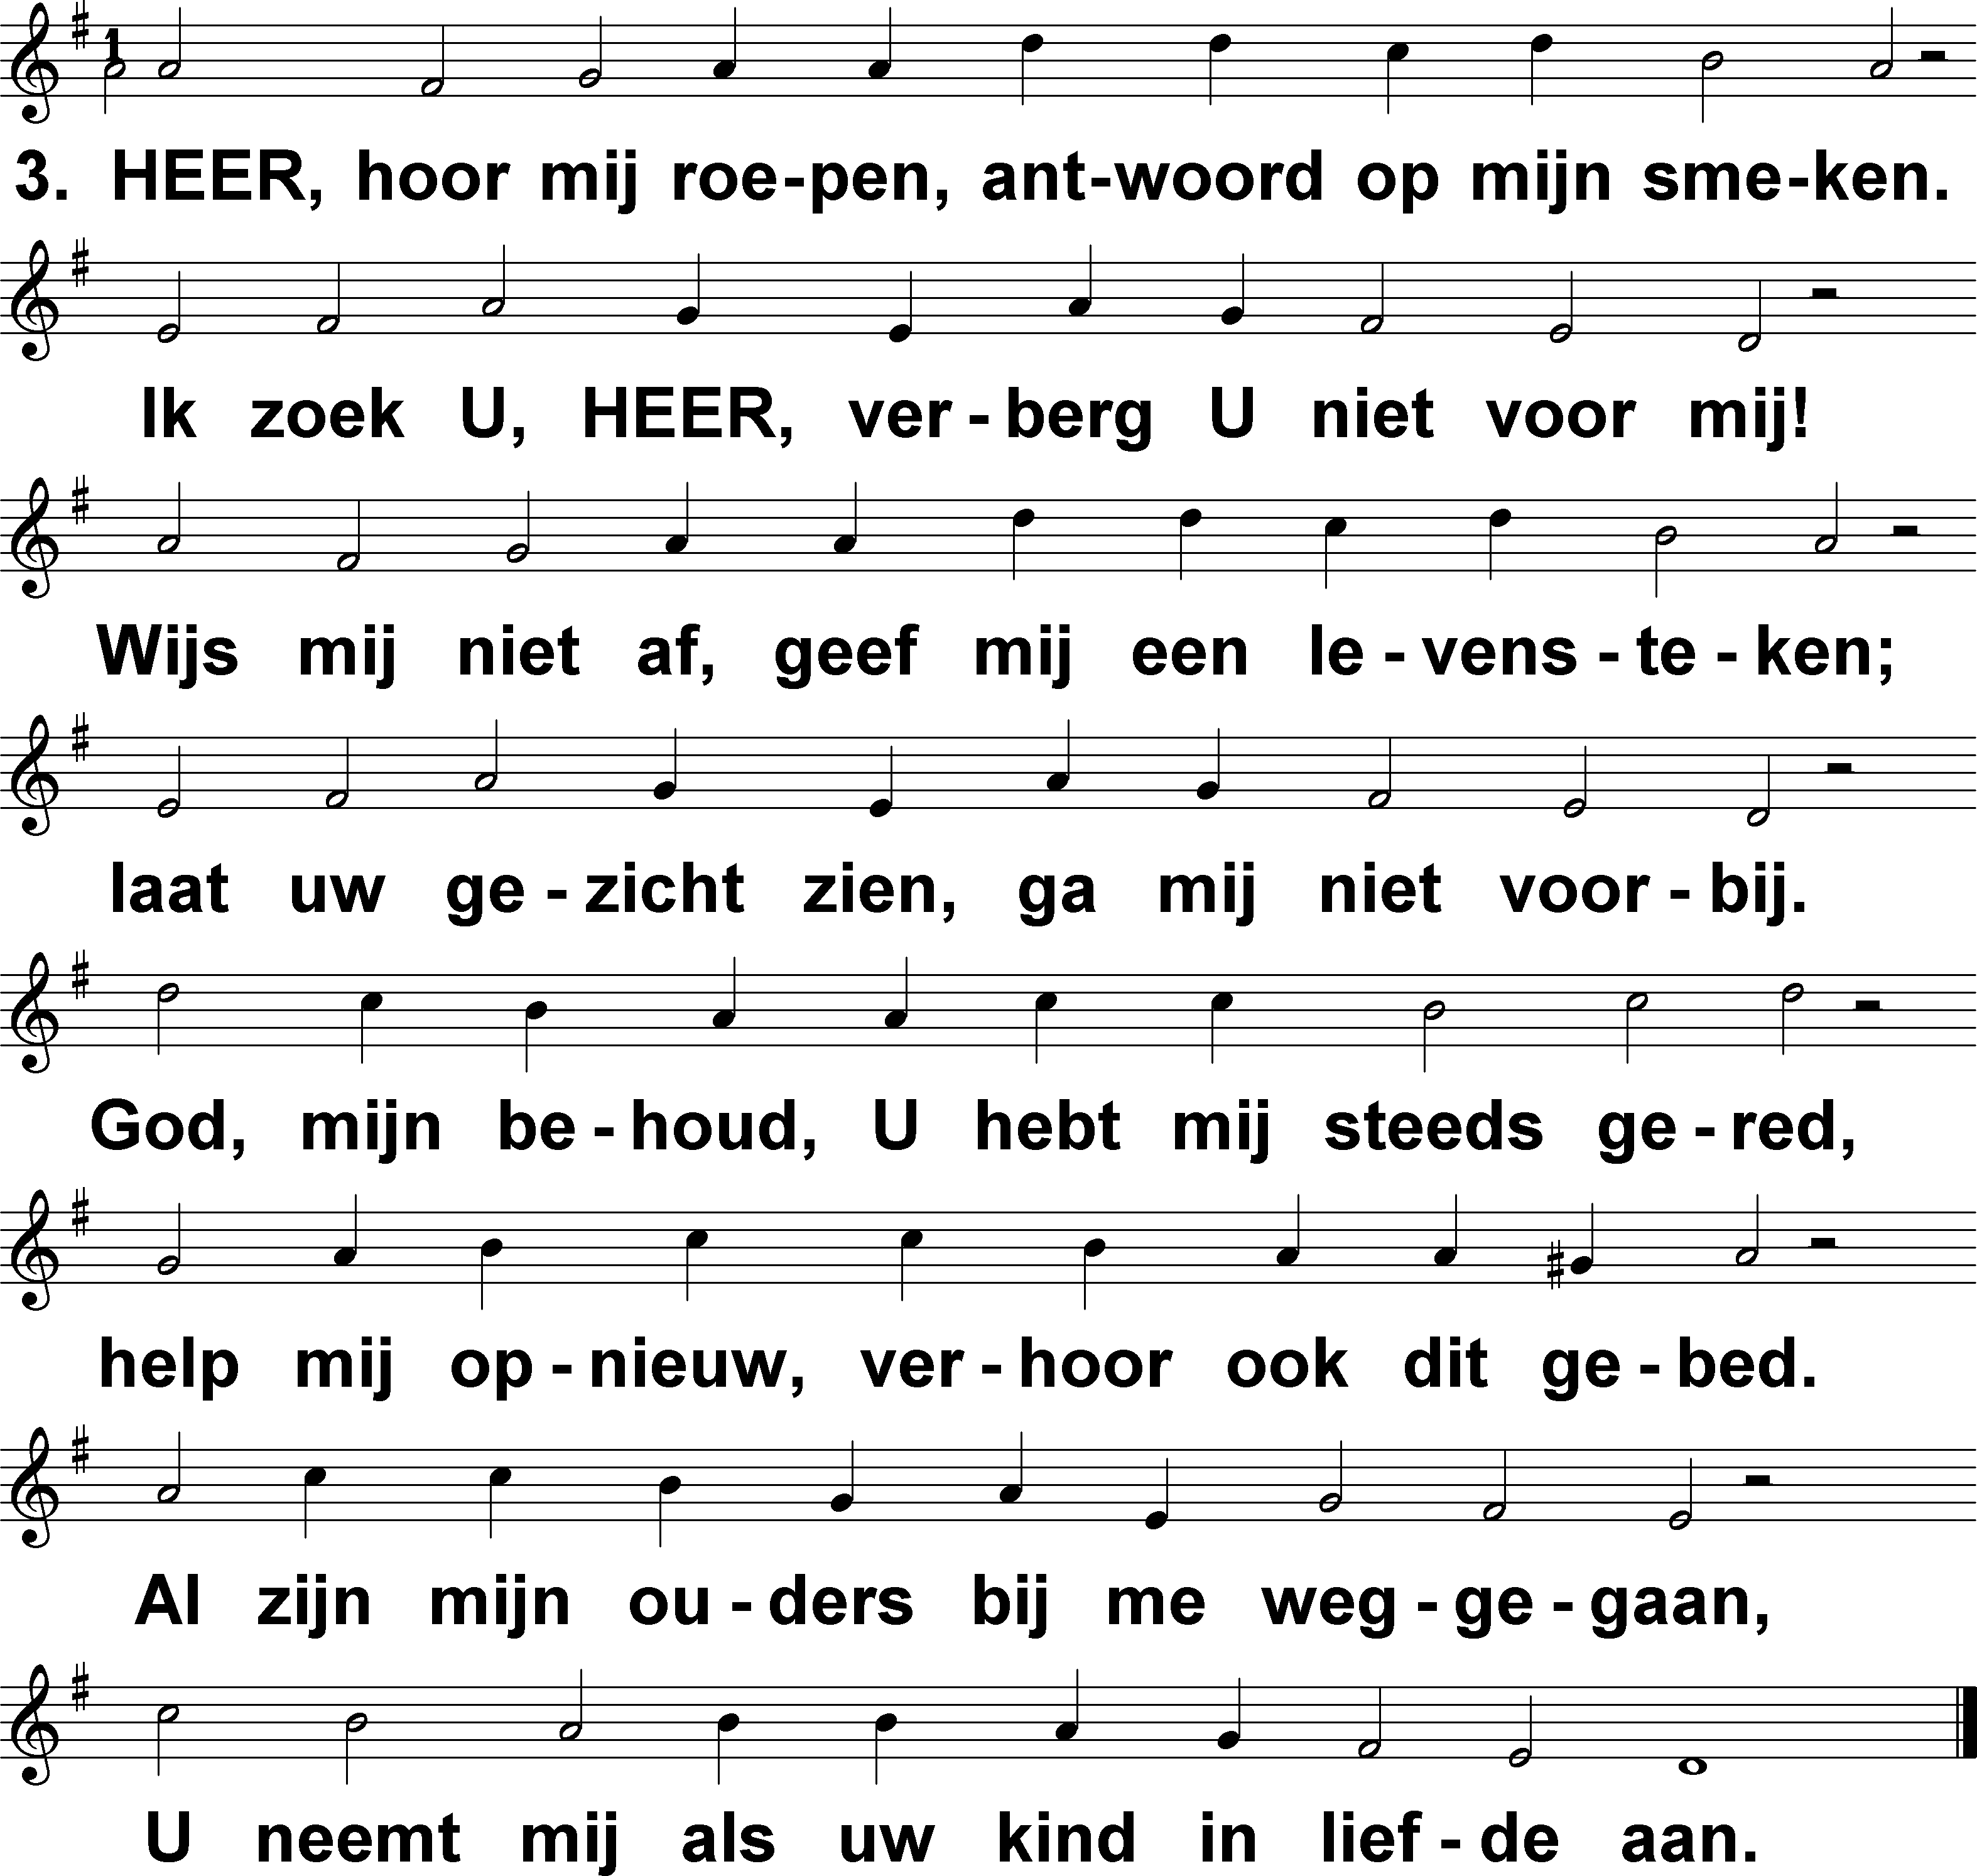 3. HEER, hoor mij roe-pen, ant-woord op mijn sme-ken.
Ik zoek U, HEER, ver-berg U niet voor mij!
Wijs mij niet af, geef mij een le-vens-te-ken;
laat uw ge-zicht zien, ga mij niet voor-bij.
God, mijn be-houd, U hebt mij steeds ge-red,
help mij op-nieuw, ver-hoor ook dit ge-bed.
Al zijn mijn ou-ders bij me weg-ge-gaan,
U neemt mij als uw kind in lief-de aan.